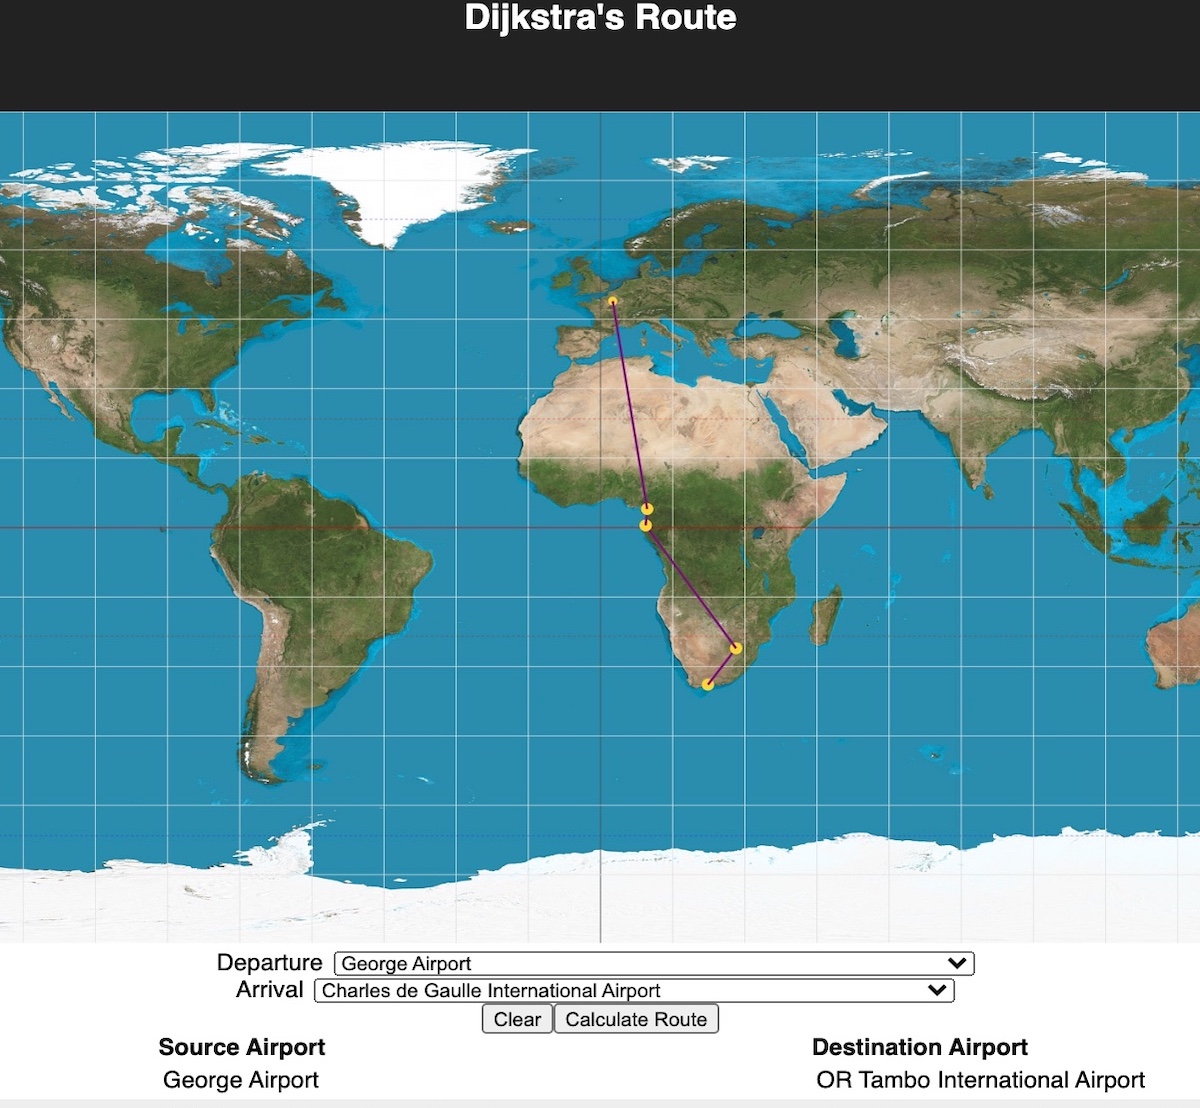 Dijkstra's Route
Departure George Airport
Arrival Charles de Gaulle International Airport
Clear Calculate Route
Source Airport Destination Airport
George Airport OR Tambo International Airport